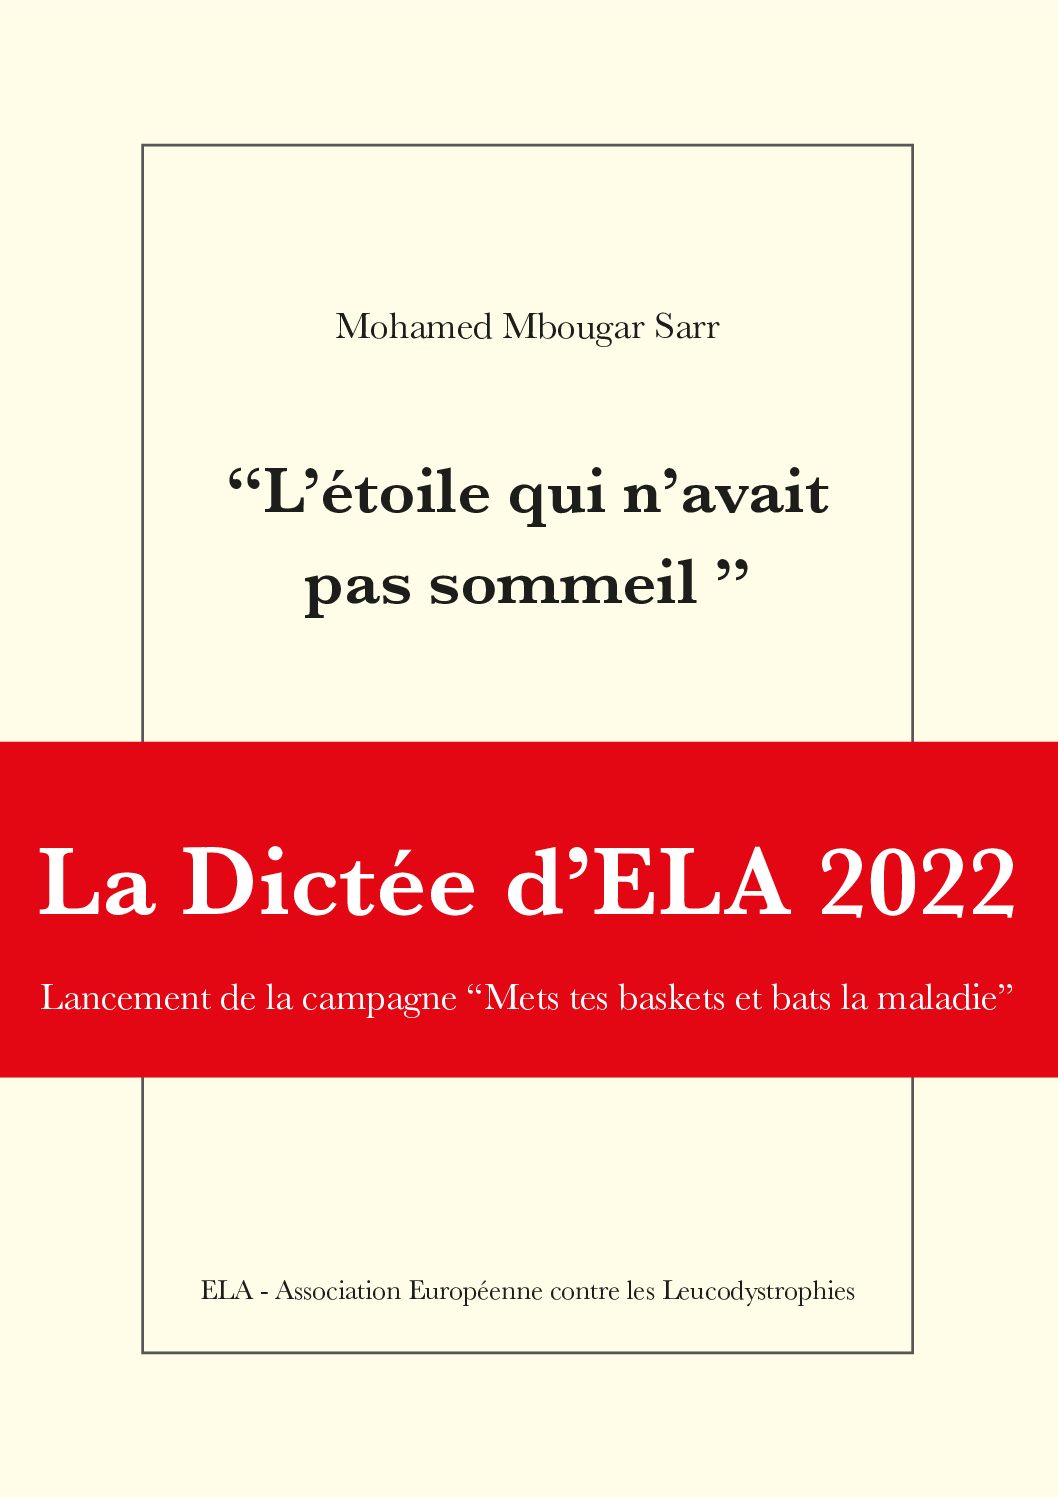 Mohamed Mbougar Sarr
“L’étoile qui n’avait
pas sommeil ”
La Dictée d’ELA 2022
Lancement de la campagne “Mets tes baskets et bats la maladie”
ELA - Association Européenne contre les Leucodystrophies